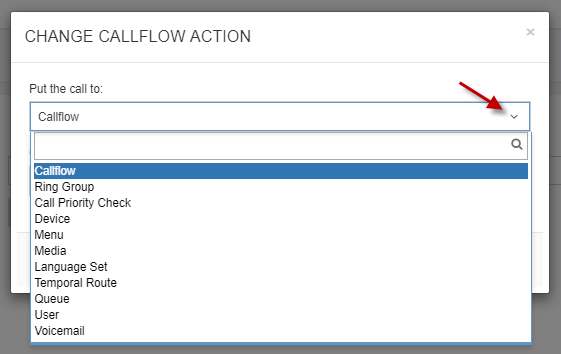 CHANGE CALLFLOW ACTION ×
Put the call to:
Callflow
Callflow
Ring Group
Call Priority Check
Device
Menu
Media
Language Set
Temporal Route
Queue
User
Voicemail